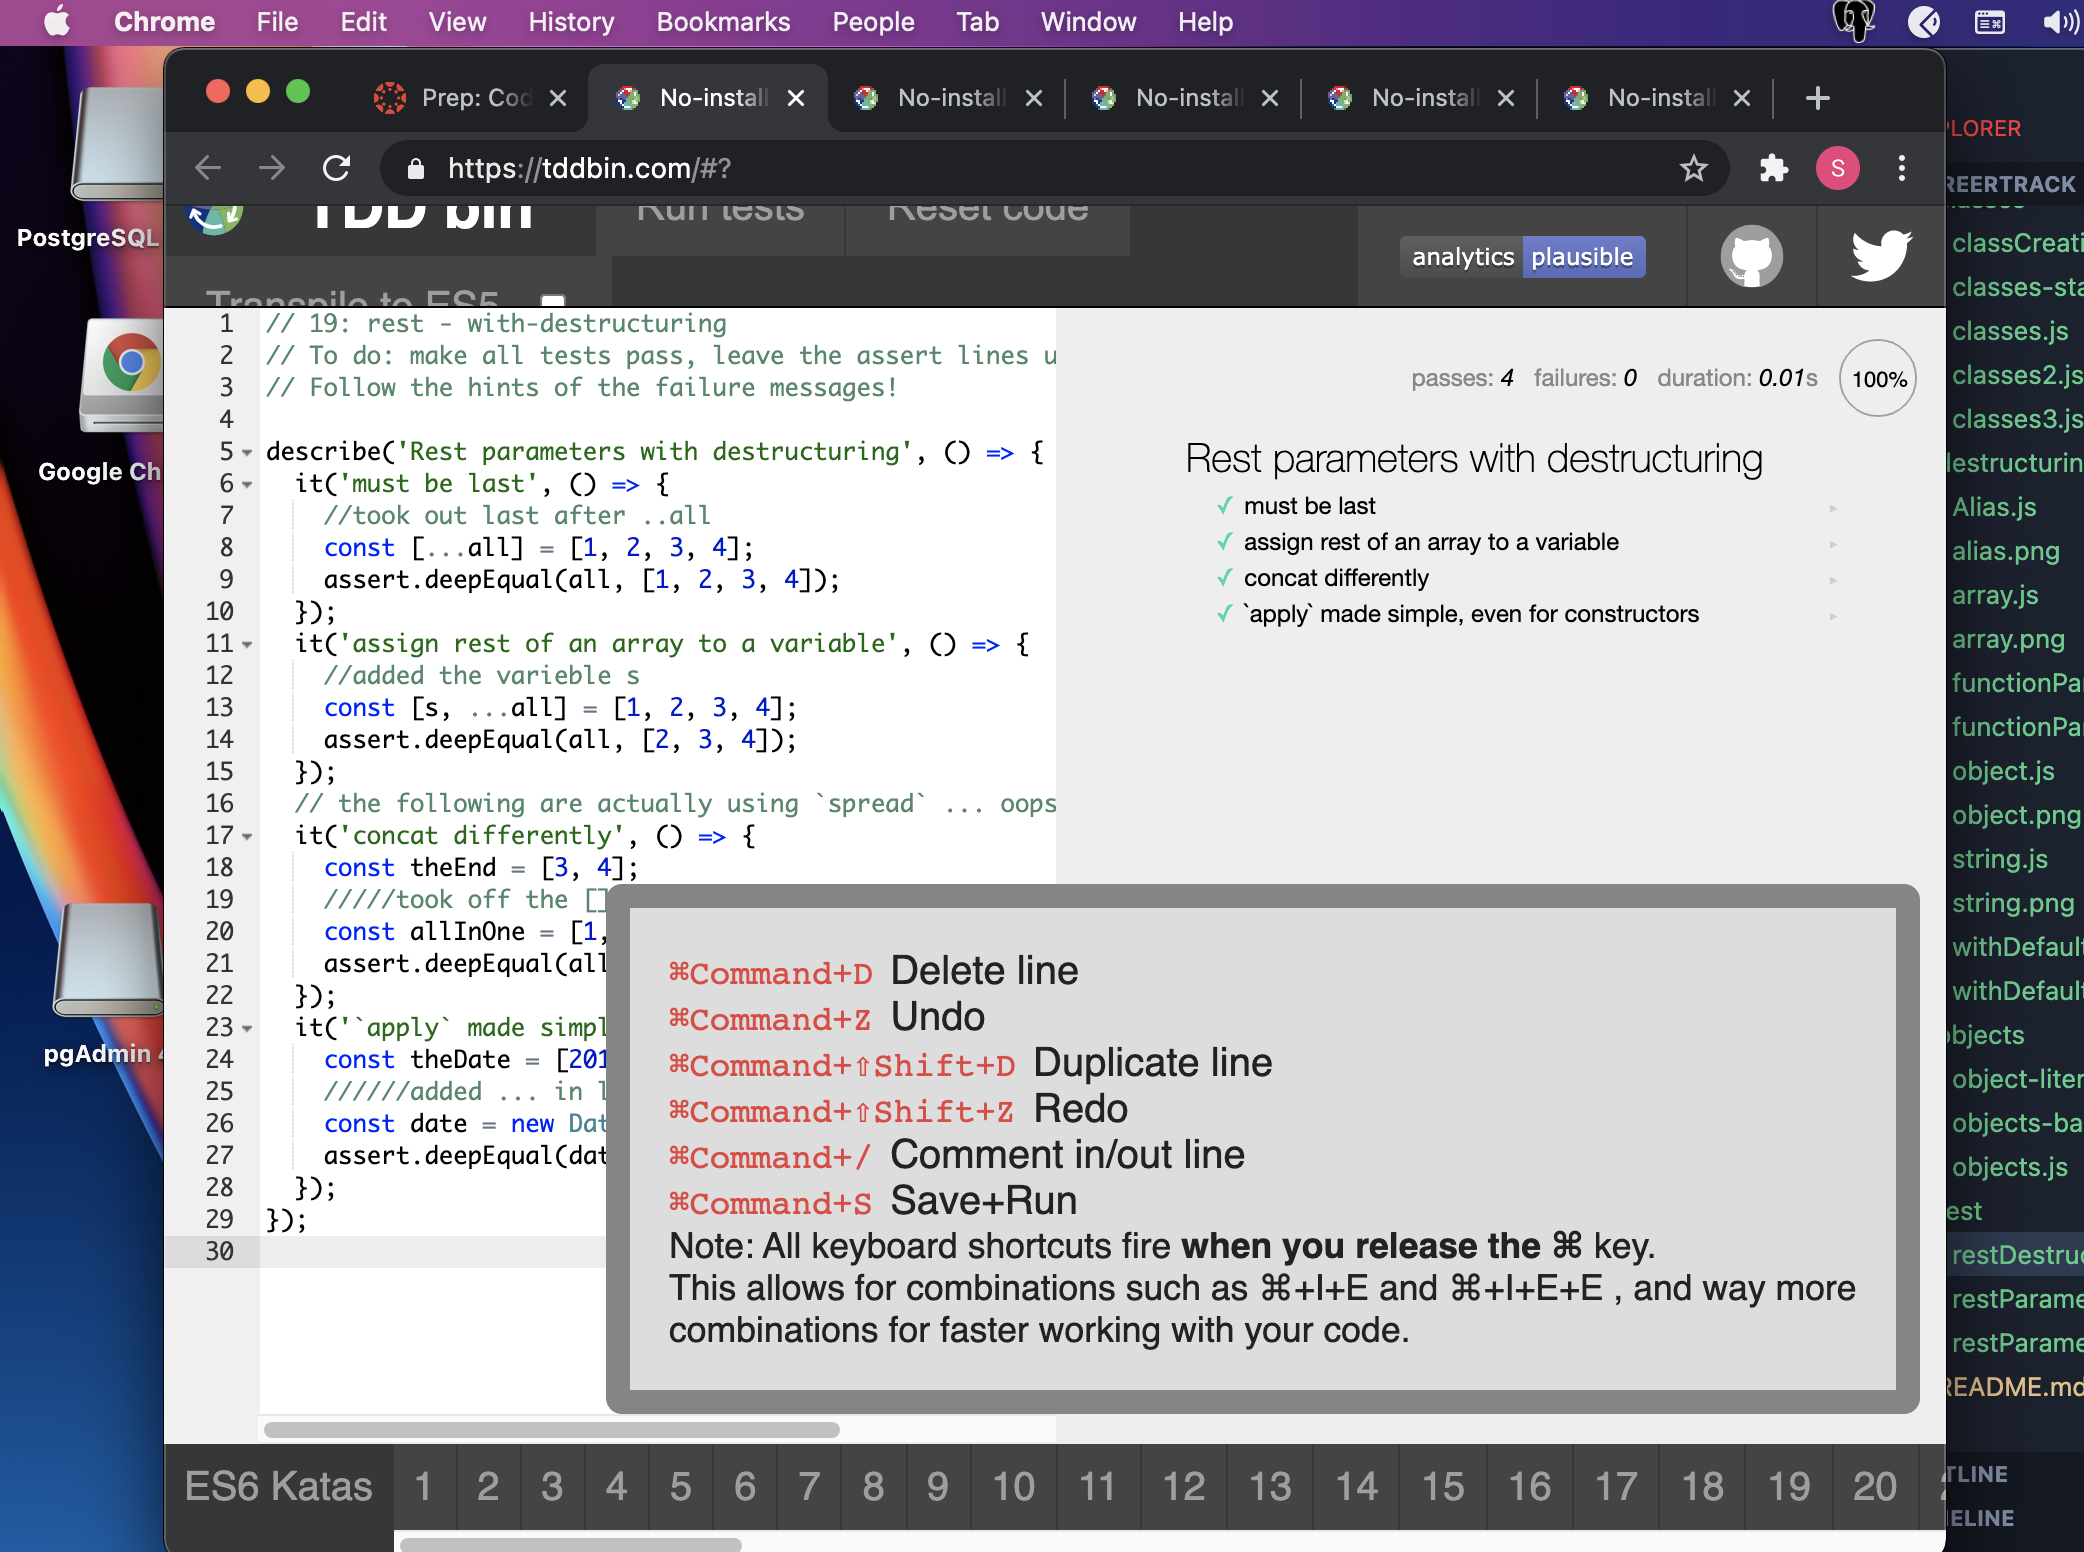 Chrome File Edit View History Bookmarks People Tab Window Help
Prep: Cod
No-install
No-install
No-install
No-install
No-install
https://tddbin.com/#?
S
TDD bin
Run tests
Reset code
analytics plausible
Transpile to ES5
1 // 19: rest - with-destructuring
2 // To do: make all tests pass, leave the assert lines u
3 // Follow the hints of the failure messages!
4
5 describe('Rest parameters with destructuring', () => {
6 it('must be last', () => {
7 //took out last after ..all
8 const [...all] = [1, 2, 3, 4];
9 assert.deepEqual(all, [1, 2, 3, 4]);
10 });
11 it('assign rest of an array to a variable', () => {
12 //added the varieble s
13 const [s, ...all] = [1, 2, 3, 4];
14 assert.deepEqual(all, [2, 3, 4]);
15 });
16 // the following are actually using `spread` ... oops
17 it('concat differently', () => {
18 const theEnd = [3, 4];
19 /////took off the []
20 const allInOne = [1,
21 assert.deepEqual(all
22 });
23 it('`apply` made simpl
24 const theDate = [201
25 //////added ... in l
26 const date = new Dat
27 assert.deepEqual(dat
28 });
29 });
30
passes: 4 failures: 0 duration: 0.01s 100%
Rest parameters with destructuring
✓ must be last
✓ assign rest of an array to a variable
✓ concat differently
✓ `apply` made simple, even for constructors
⌘Command+D Delete line
⌘Command+Z Undo
⌘Command+⇧Shift+D Duplicate line
⌘Command+⇧Shift+Z Redo
⌘Command+/ Comment in/out line
⌘Command+S Save+Run
Note: All keyboard shortcuts fire when you release the ⌘ key.
This allows for combinations such as ⌘+I+E and ⌘+I+E+E , and way more
combinations for faster working with your code.
ES6 Katas 1 2 3 4 5 6 7 8 9 10 11 12 13 14 15 16 17 18 19 20
PostgreSQL
Google Ch
pgAdmin 4
PLORER
REERTRACK
classes
classCreati
classes-sta
classes.js
classes2.js
classes3.js
destructurin
Alias.js
alias.png
array.js
array.png
functionPa
functionPa
object.js
object.png
string.js
string.png
withDefault
withDefault
objects
object-liter
objects-ba
objects.js
est
restDestruc
restParame
restParame
README.md
TLINE
ELINE